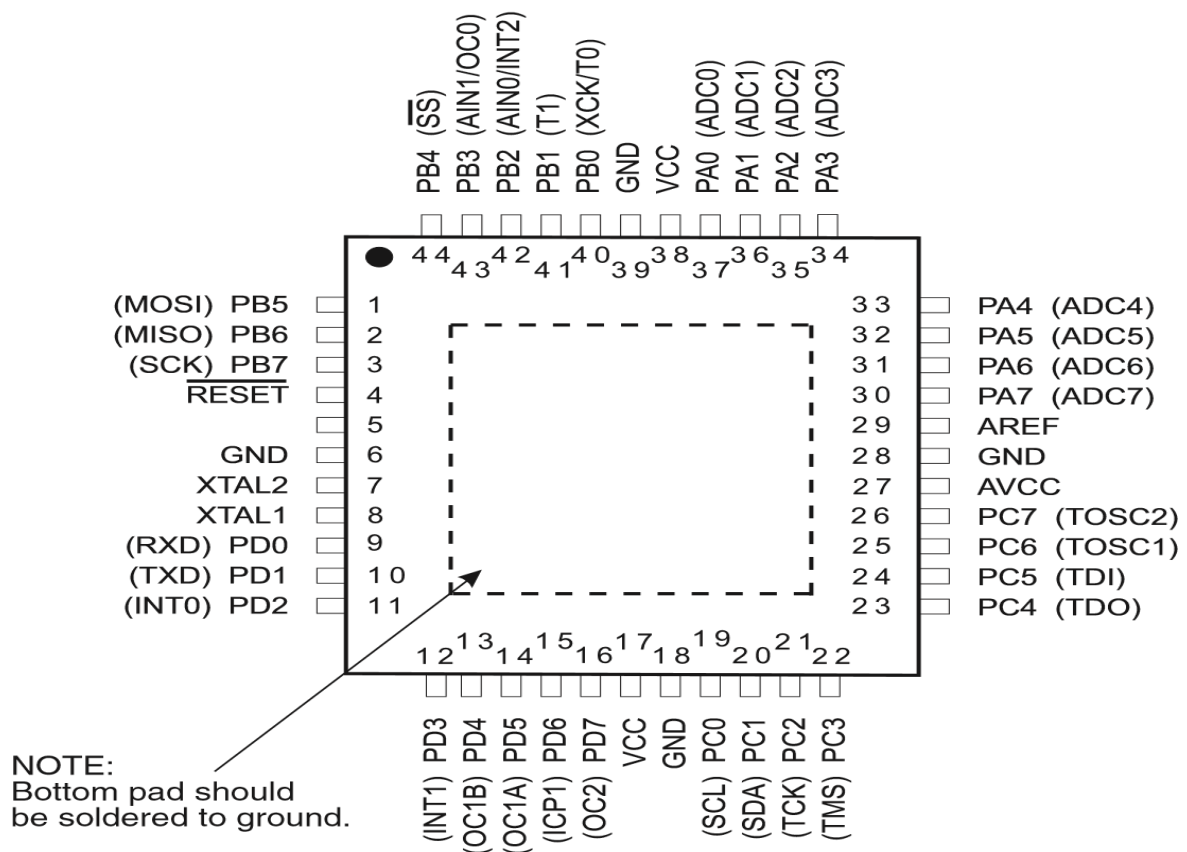 PB4 (SS)
PB3 (AIN1/OC0)
PB2 (AIN0/INT2)
PB1 (T1)
PB0 (XCK/T0)
GND
VCC
PA0 (ADC0)
PA1 (ADC1)
PA2 (ADC2)
PA3 (ADC3)
44
43
42
41
40
39
38
37
36
35
34
(MOSI) PB5 1
(MISO) PB6 2
(SCK) PB7 3
RESET 4
5
GND 6
XTAL2 7
XTAL1 8
(RXD) PD0 9
(TXD) PD1 10
(INT0) PD2 11
33 PA4 (ADC4)
32 PA5 (ADC5)
31 PA6 (ADC6)
30 PA7 (ADC7)
29 AREF
28 GND
27 AVCC
26 PC7 (TOSC2)
25 PC6 (TOSC1)
24 PC5 (TDI)
23 PC4 (TDO)
12
13
14
15
16
17
18
19
20
21
22
(INT1) PD3
(OC1B) PD4
(OC1A) PD5
(ICP1) PD6
(OC2) PD7
VCC
GND
(SCL) PC0
(SDA) PC1
(TCK) PC2
(TMS) PC3
NOTE:
Bottom pad should
be soldered to ground.